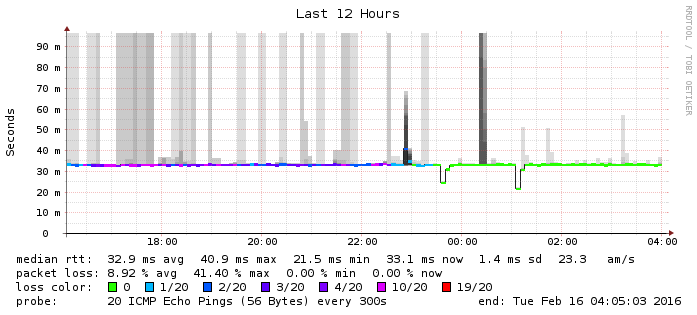 Last 12 Hours
RRDTOOL / TOBI OETIKER
Seconds
90 m
80 m
70 m
60 m
50 m
40 m
30 m
20 m
10 m
0
18:00 20:00 22:00 00:00 02:00 04:00
median rtt: 32.9 ms avg 40.9 ms max 21.5 ms min 33.1 ms now 1.4 ms sd 23.3 am/s
packet loss: 8.92 % avg 41.40 % max 0.00 % min 0.00 % now
loss color: 0 1/20 2/20 3/20 4/20 10/20 19/20
probe: 20 ICMP Echo Pings (56 Bytes) every 300s end: Tue Feb 16 04:05:03 2016